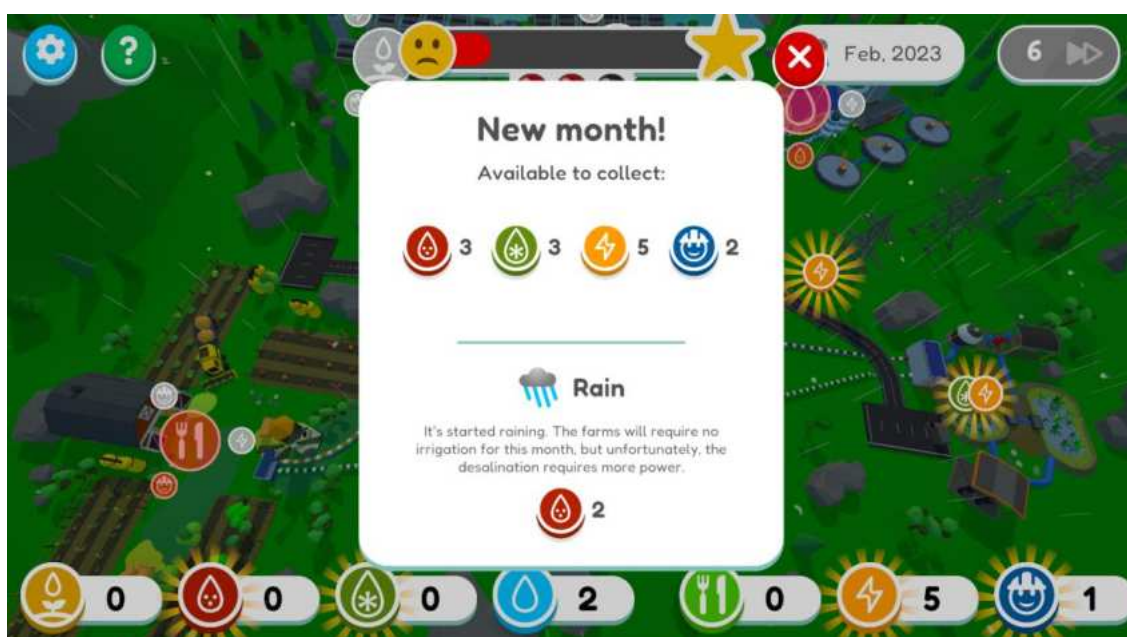 ?
Feb, 2023
6
New month!
Available to collect:
3
3
5
2
Rain
It's started raining. The farms will require no
irrigation for this month, but unfortunately, the
desalination requires more power.
2
0
0
0
2
0
5
1